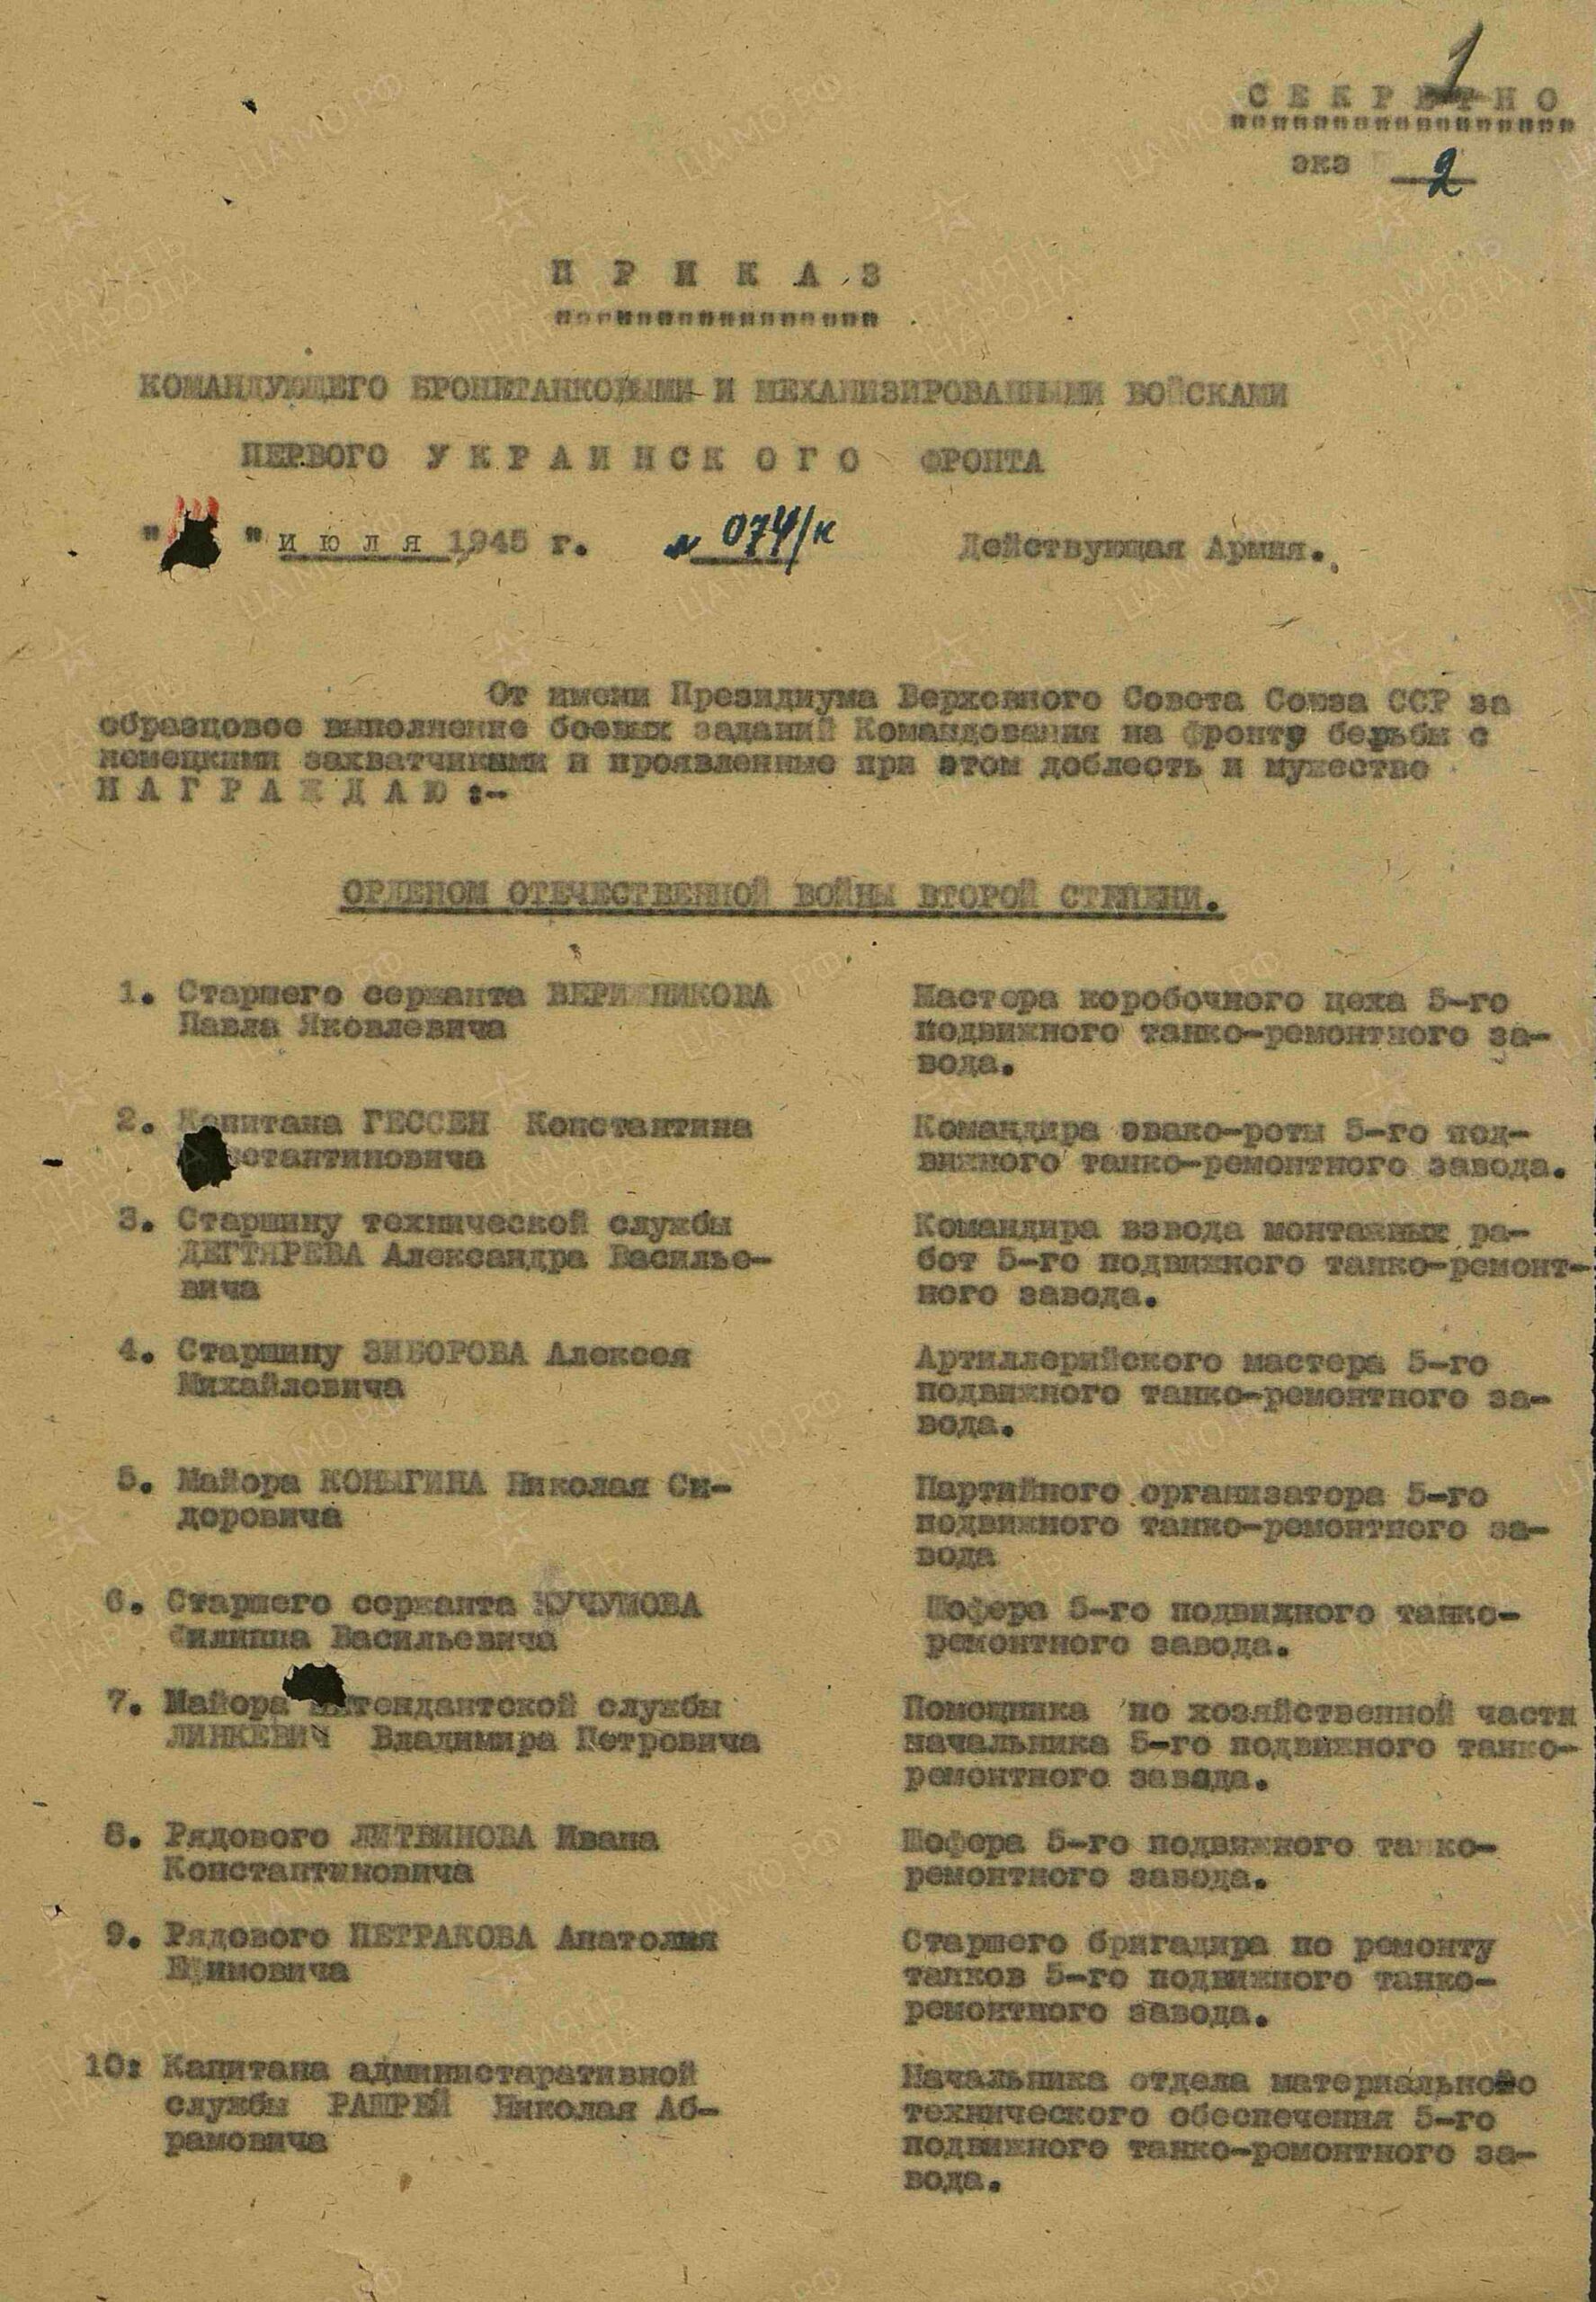 1
СЕКРЕТНО
экз 2
ПРИКАЗ
КОМАНДУЮЩЕГО БРОНЕТАНКОВЫМИ И МЕХАНИЗИРОВАННЫМИ ВОЙСКАМИ
ПЕРВОГО УКРАИНСКОГО ФРОНТА
" " июля 1945 г. № 074/к Действующая Армия.
От имени Президиума Верховного Совета Союза ССР за
образцовое выполнение боевых заданий Командования на фронте борьбы с
немецкими захватчиками и проявленные при этом доблесть и мужество
НАГРАЖДАЮ:-
ОРДЕНОМ ОТЕЧЕСТВЕННОЙ ВОЙНЫ ВТОРОЙ СТЕПЕНИ.
1. Старшего сержанта ВЕРИЖНИКОВА Мастера коробочного цеха 5-го
Павла Яковлевича подвижного танко-ремонтного за-
вода.
2. Капитана ГЕССЕН Константина Командира эвако-роты 5-го под-
стантиновича вижного танко-ремонтного завода.
3. Старшину технической службы Командира взвода монтажных ра-
ДЕГТЯРЕВА Александра Василье- бот 5-го подвижного танко-ремонт-
вича ного завода.
4. Старшину ЗИБОРОВА Алексея Артиллерийского мастера 5-го
Михайловича подвижного танко-ремонтного за-
вода.
5. Майора КОНЫГИНА Николая Си- Партийного организатора 5-го
доровича подвижного танко-ремонтного за-
вода
6. Старшего сержанта КУЧУМОВА Шофера 5-го подвижного танко-
Филиппа Васильевича ремонтного завода.
7. Майора интендантской службы Помощника по хозяйственной части
ЛИНКЕВИЧ Владимира Петровича начальника 5-го подвижного танко-
ремонтного завода.
8. Рядового ЛИТВИНОВА Ивана Шофера 5-го подвижного танко-
Константиновича ремонтного завода.
9. Рядового ПЕТРАКОВА Анатолия Старшего бригадира по ремонту
Ефимовича танков 5-го подвижного танко-
ремонтного завода.
10: Капитана администаративной Начальника отдела материально
службы РАПРЕЙ Николая Аб- технического обеспечения 5-го
рамовича подвижного танко-ремонтного за-
вода.